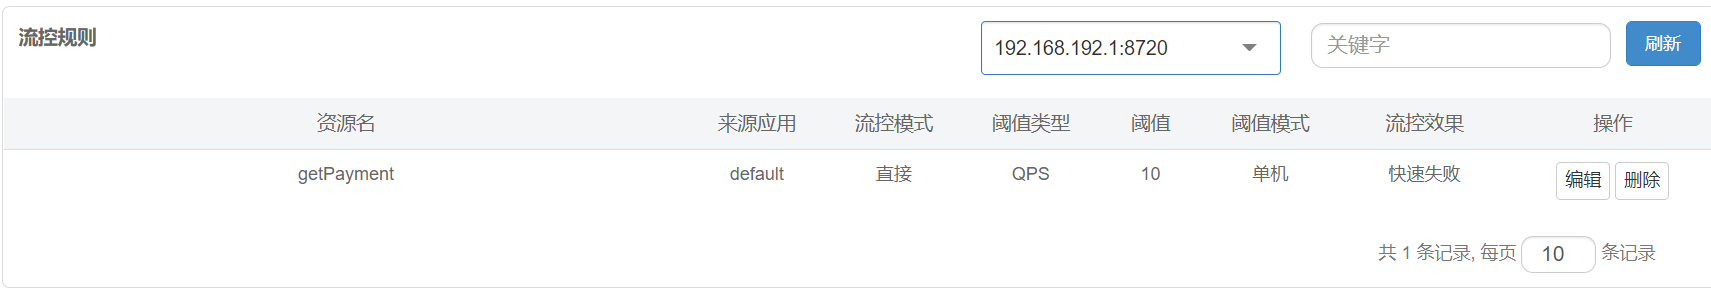 流控规则 192.168.192.1:8720 关键字 刷新
资源名 来源应用 流控模式 阈值类型 阈值 阈值模式 流控效果 操作
getPayment default 直接 QPS 10 单机 快速失败 编辑 删除
共 1 条记录, 每页 10 条记录